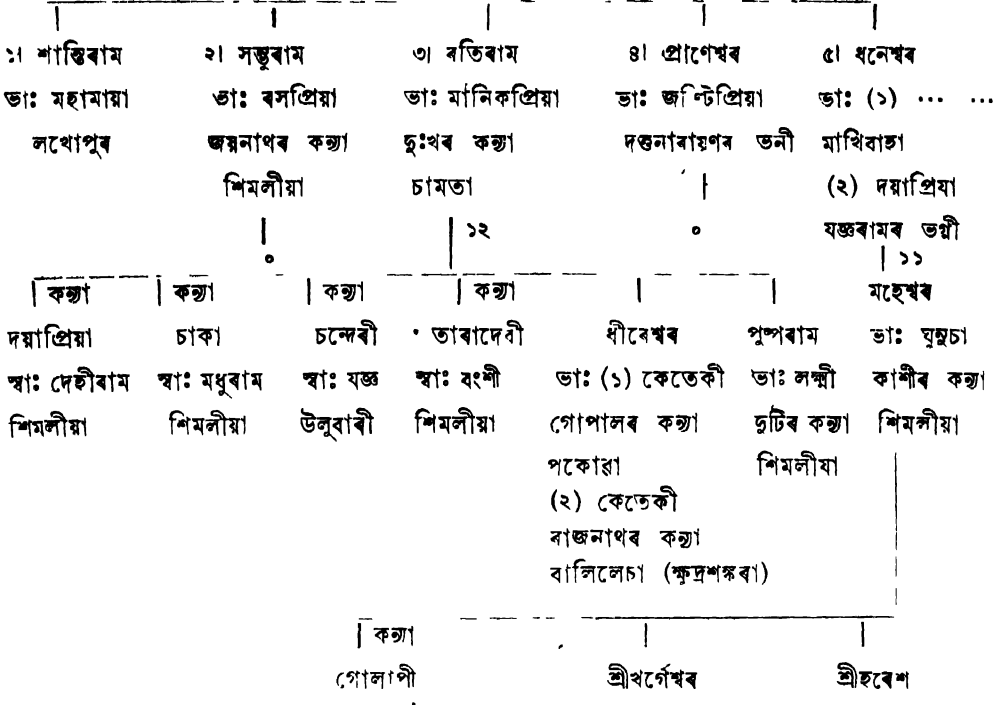 ১। শান্তিৰাম ২। সম্ভুৰাম ৩। ৰতিৰাম ৪। প্ৰাণেশ্বৰ ৫। ধনেশ্বৰ
ভাঃ মহামায়া ভাঃ ৰসপ্ৰিয়া ভাঃ মানিকপ্ৰিয়া ভাঃ জন্টিপ্ৰিয়া ভাঃ (১) ... ...
লখোপুৰ জয়নাথৰ কন্যা দুঃখৰ কন্যা দত্তনাৰায়ণৰ ভনী মাখিবাহা
শিমলীয়া চামতা (২) দয়াপ্ৰিযা
১২ ০ যজ্ঞৰামৰ ভগ্নী
০ ১১
কন্যা কন্যা কন্যা কন্যা মহেশ্বৰ
দয়াপ্ৰিয়া চাকা চন্দেৰী তাৰাদেৱী ধীৰেশ্বৰ পুষ্পৰাম ভাঃ ঘুমুচা
স্বাঃ দেহীৰাম স্বাঃ মধুৰাম স্বাঃ যজ্ঞ স্বাঃ বংশী ভাঃ (১) কেতেকী ভাঃ লক্ষ্মী কাশীৰ কন্যা
শিমলীয়া শিমলীয়া উলুবাৰী শিমলীয়া গোপালৰ কন্যা দুটিৰ কন্যা শিমলীয়া
পকোৱা শিমলীযা
(২) কেতেকী
ৰাজনাথৰ কন্যা
বালিলেচা (ক্ষুদ্ৰশঙ্কৰা)
কন্যা
গোলাপী শ্ৰীখৰ্গেশ্বৰ শ্ৰীহৰেশ